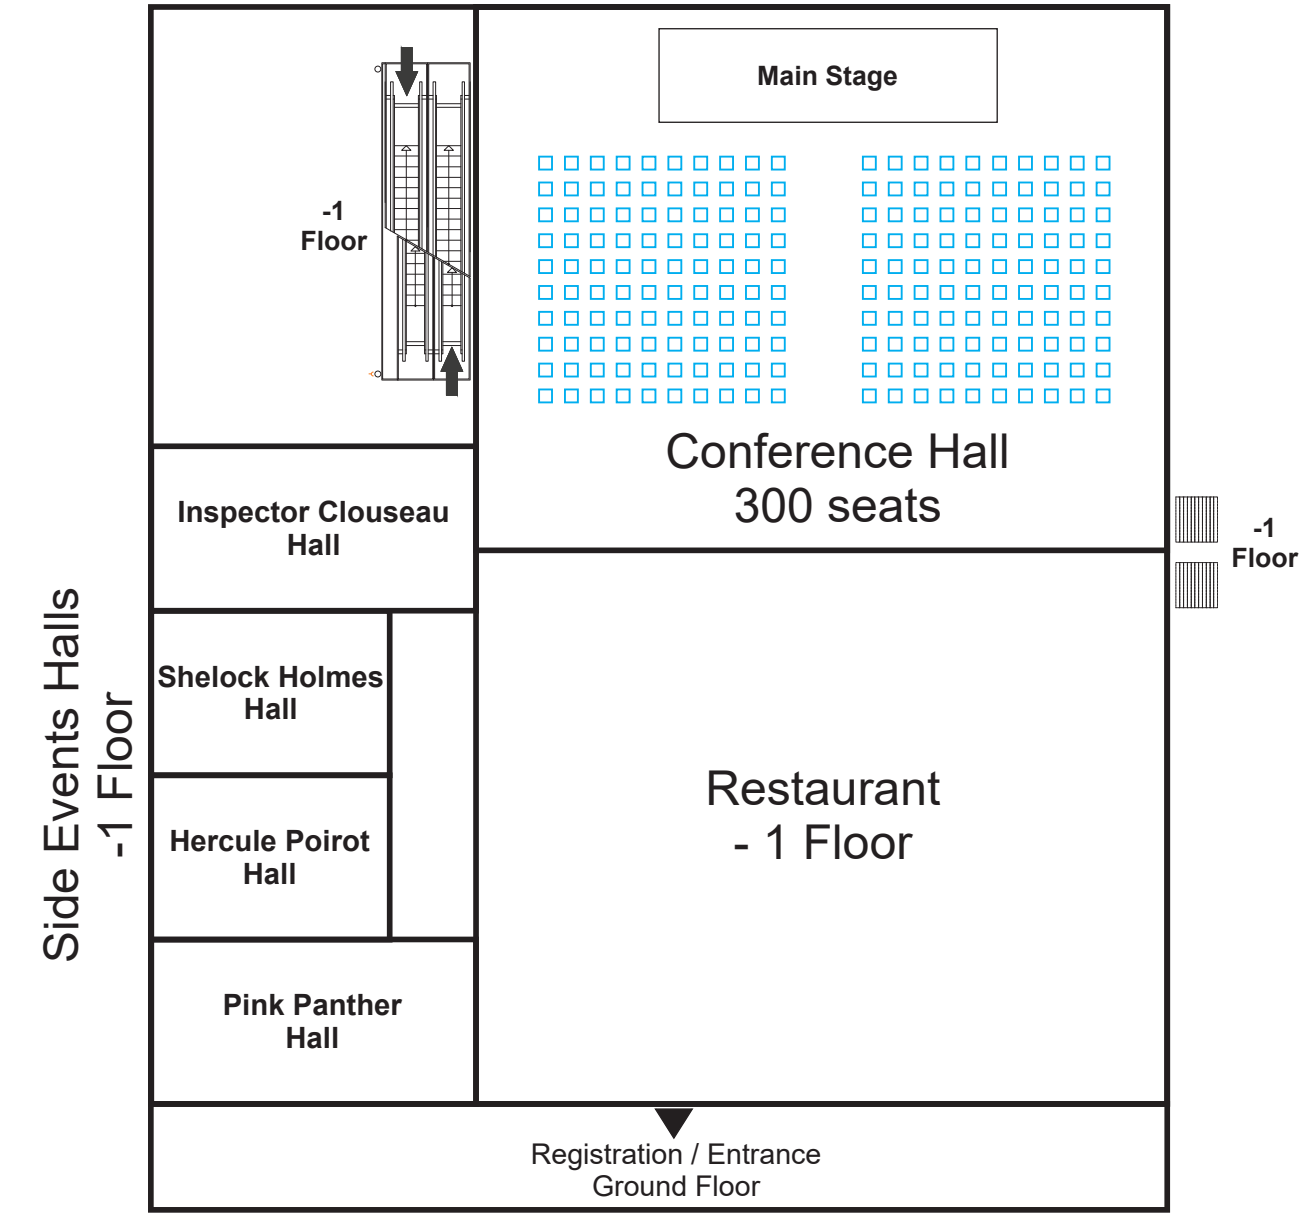 Main Stage
-1
Floor
Conference Hall
300 seats
-1
Floor
Inspector Clouseau
Hall
Shelock Holmes
Hall
Hercule Poirot
Hall
Pink Panther
Hall
Side Events Halls
-1 Floor
Restaurant
- 1 Floor
Registration / Entrance
Ground Floor